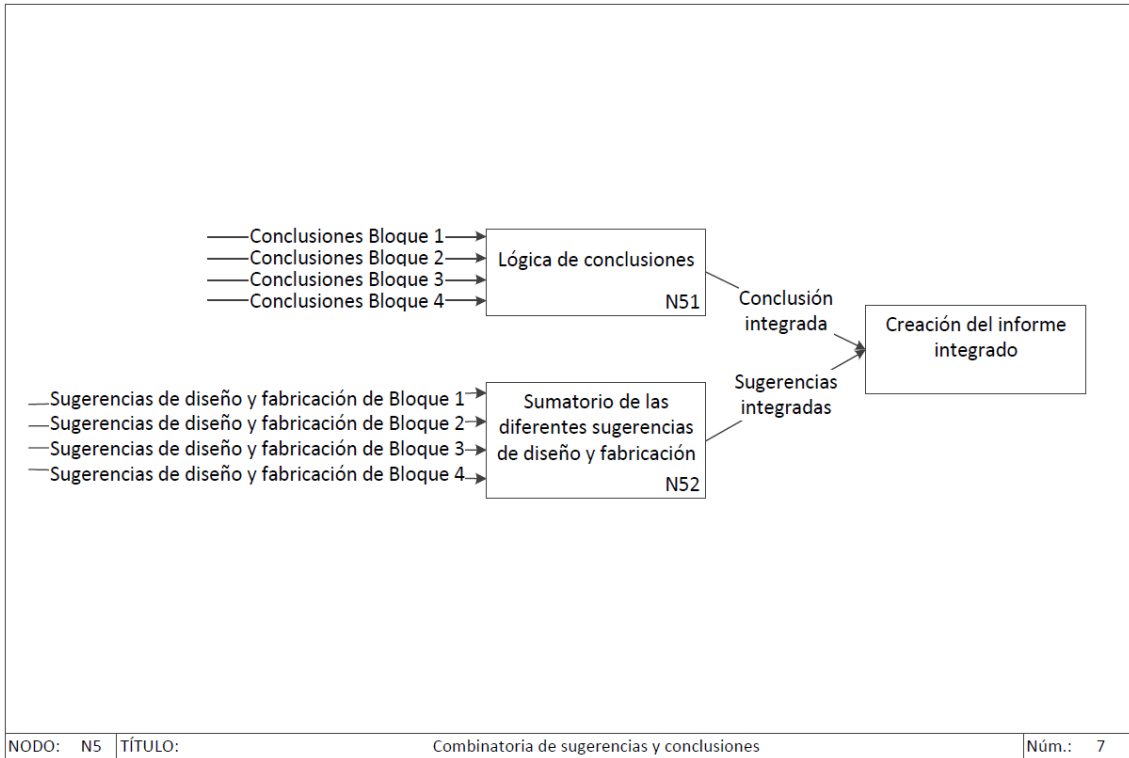 Conclusiones Bloque 1
Conclusiones Bloque 2
Conclusiones Bloque 3
Conclusiones Bloque 4
Lógica de conclusiones
N51
Conclusión
integrada
Creación del informe
integrado
Sugerencias de diseño y fabricación de Bloque 1
Sugerencias de diseño y fabricación de Bloque 2
Sugerencias de diseño y fabricación de Bloque 3
Sugerencias de diseño y fabricación de Bloque 4
Sumatorio de las
diferentes sugerencias
de diseño y fabricación
N52
Sugerencias
integradas
NODO: N5 TÍTULO: Combinatoria de sugerencias y conclusiones Núm.: 7